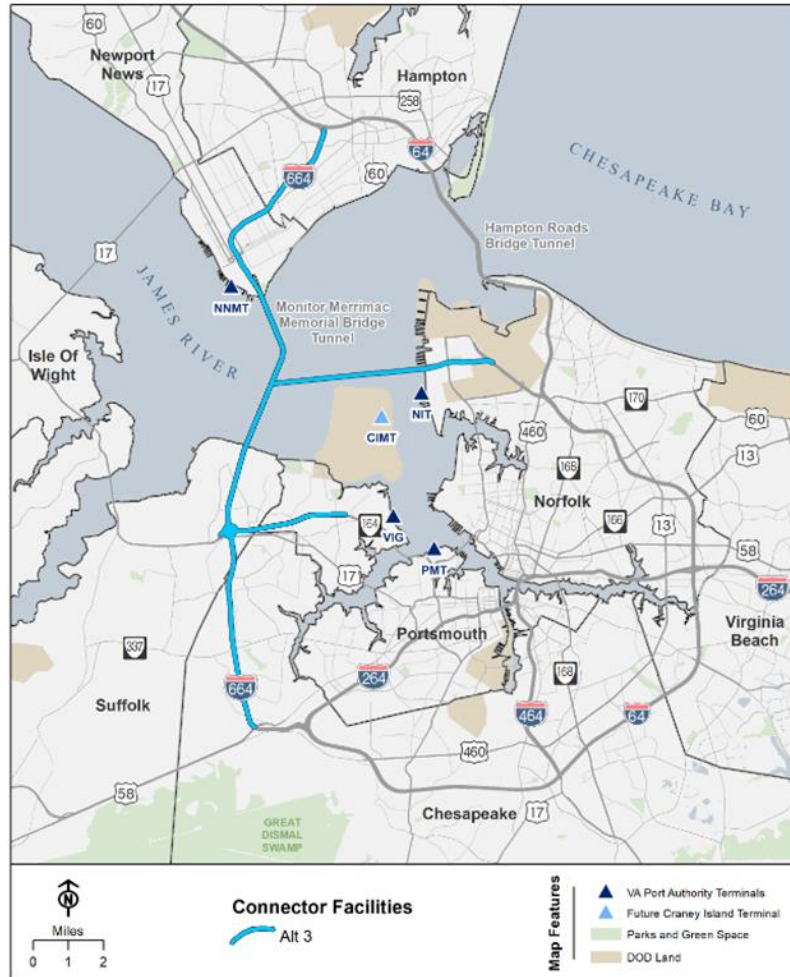 60
Newport
News
17
Hampton
258
64
664
60
CHESAPEAKE BAY
17
Hampton Roads
Bridge Tunnel
JAMES RIVER
NNMT
Monitor Merrimac
Memorial Bridge
Tunnel
Isle Of
Wight
NIT
170
CIMT
460
60
13
168
Norfolk
164
VIG
166
13
58
17
PMT
264
Virginia
Beach
Portsmouth
337
Suffolk
664
264
168
464
64
460
58
Chesapeake
17
GREAT
DISMAL
SWAMP
N
Miles
0 1 2
Connector Facilities
Alt 3
Map Features
VA Port Authority Terminals
Future Craney Island Terminal
Parks and Green Space
DOD Land